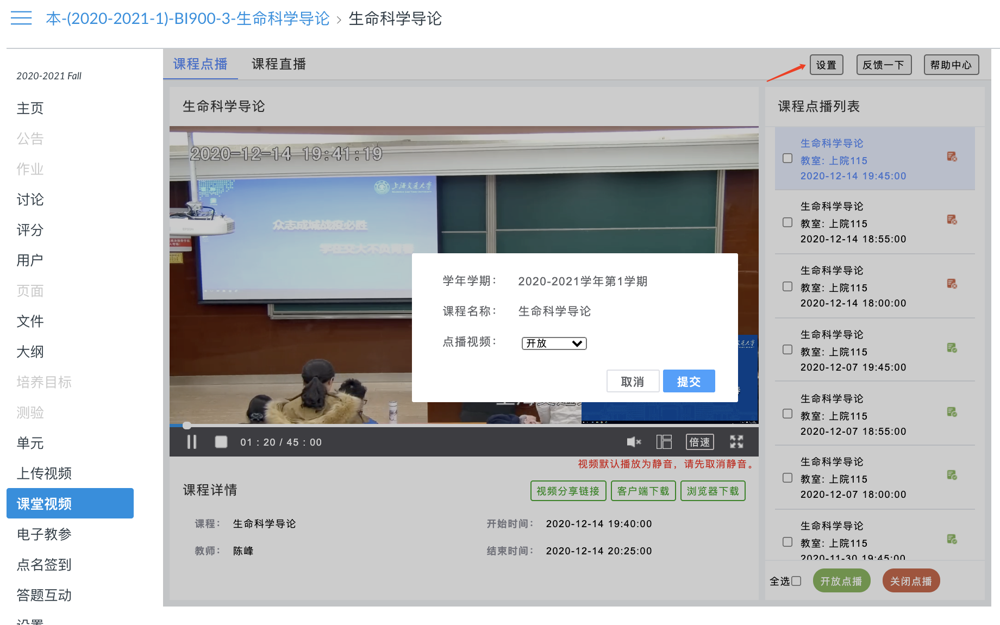 本-(2020-2021-1)-BI900-3-生命科学导论 › 生命科学导论
2020-2021 Fall
主页
公告
作业
讨论
评分
用户
页面
文件
大纲
培养目标
测验
单元
上传视频
课堂视频
电子教参
点名签到
答题互动
设置
课程点播
课程直播
设置
反馈一下
帮助中心
生命科学导论
2020-12-14 19:41:19
上海交通大学
众志成城战疫必胜
学在交大不负青春
学年学期： 2020-2021学年第1学期
课程名称： 生命科学导论
点播视频： 开放
取消
提交
01 : 20 / 45 : 00
倍速
视频默认播放为静音，请先取消静音。
课程详情
视频分享链接
客户端下载
浏览器下载
课程： 生命科学导论
开始时间： 2020-12-14 19:40:00
教师： 陈峰
结束时间： 2020-12-14 20:25:00
课程点播列表
生命科学导论
教室: 上院115
2020-12-14 19:45:00
生命科学导论
教室: 上院115
2020-12-14 18:55:00
生命科学导论
教室: 上院115
2020-12-14 18:00:00
生命科学导论
教室: 上院115
2020-12-07 19:45:00
生命科学导论
教室: 上院115
2020-12-07 18:55:00
生命科学导论
教室: 上院115
2020-12-07 18:00:00
生命科学导论
教室: 上院115
2020-11-30 19:45:00
全选
开放点播
关闭点播